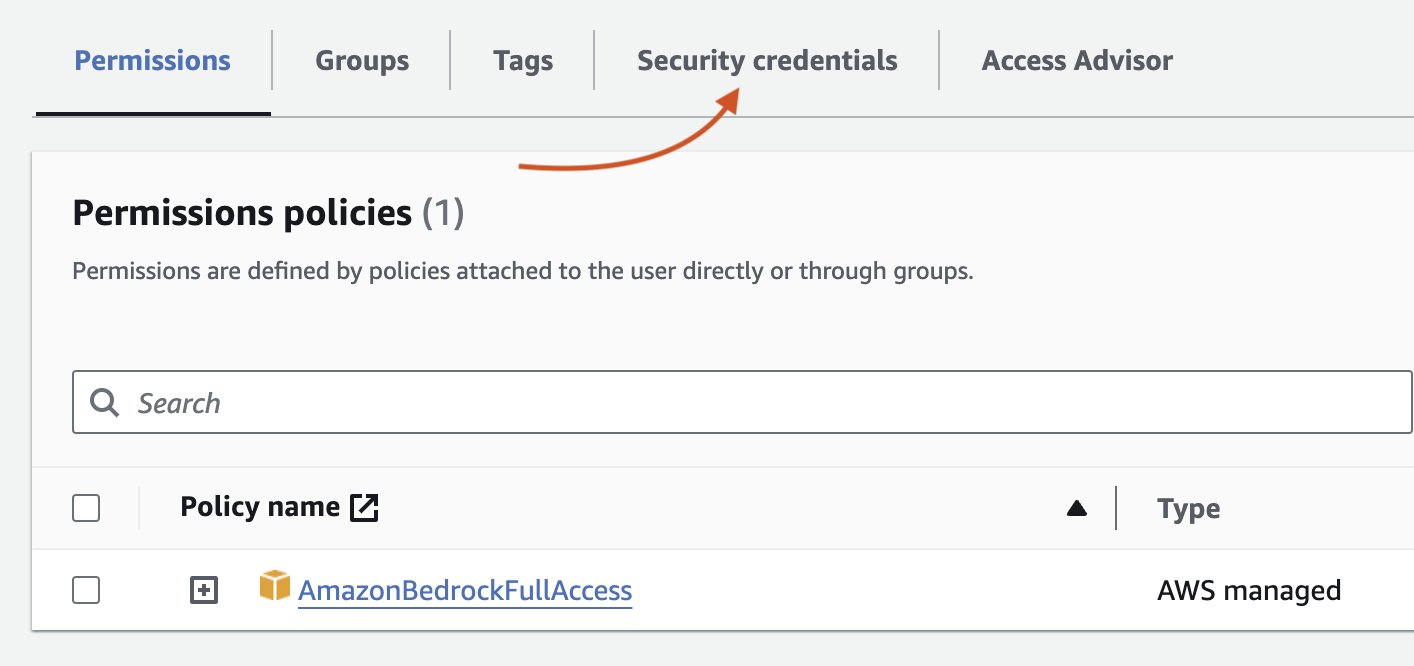 Permissions
Groups
Tags
Security credentials
Access Advisor
Permissions policies (1)
Permissions are defined by policies attached to the user directly or through groups.
Search
Policy name
Type
AmazonBedrockFullAccess
AWS managed